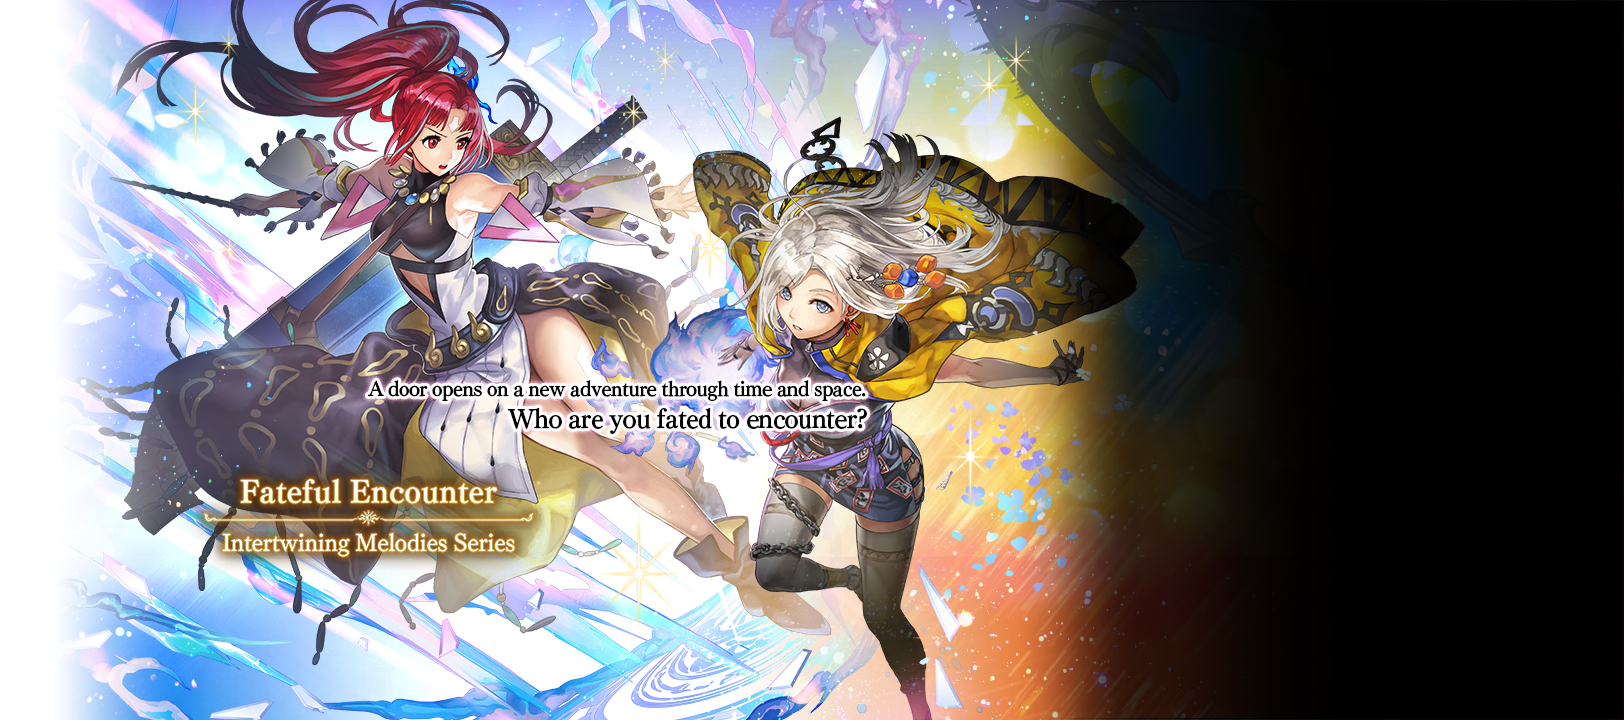 A door opens on a new adventure through time and space.
Who are you fated to encounter?
Fateful Encounter
Intertwining Melodies Series